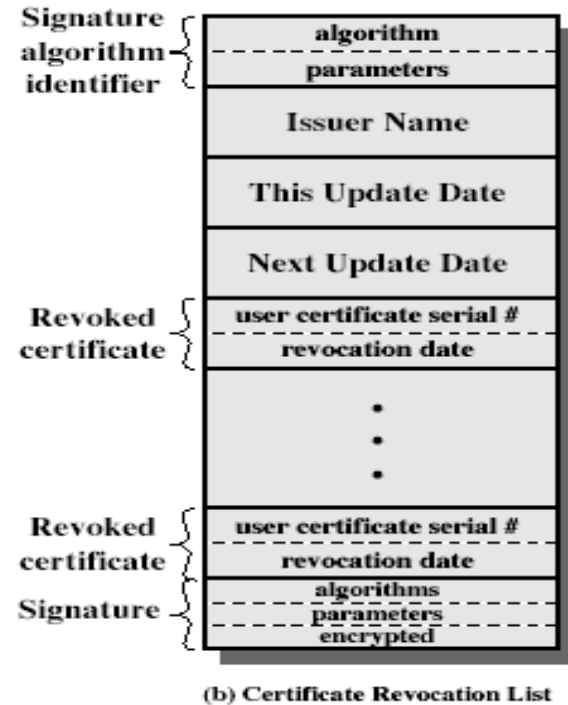 Signature
algorithm
identifier
algorithm
parameters
Issuer Name
This Update Date
Next Update Date
Revoked
certificate
user certificate serial #
revocation date
Revoked
certificate
user certificate serial #
revocation date
Signature
algorithms
parameters
encrypted
(b) Certificate Revocation List